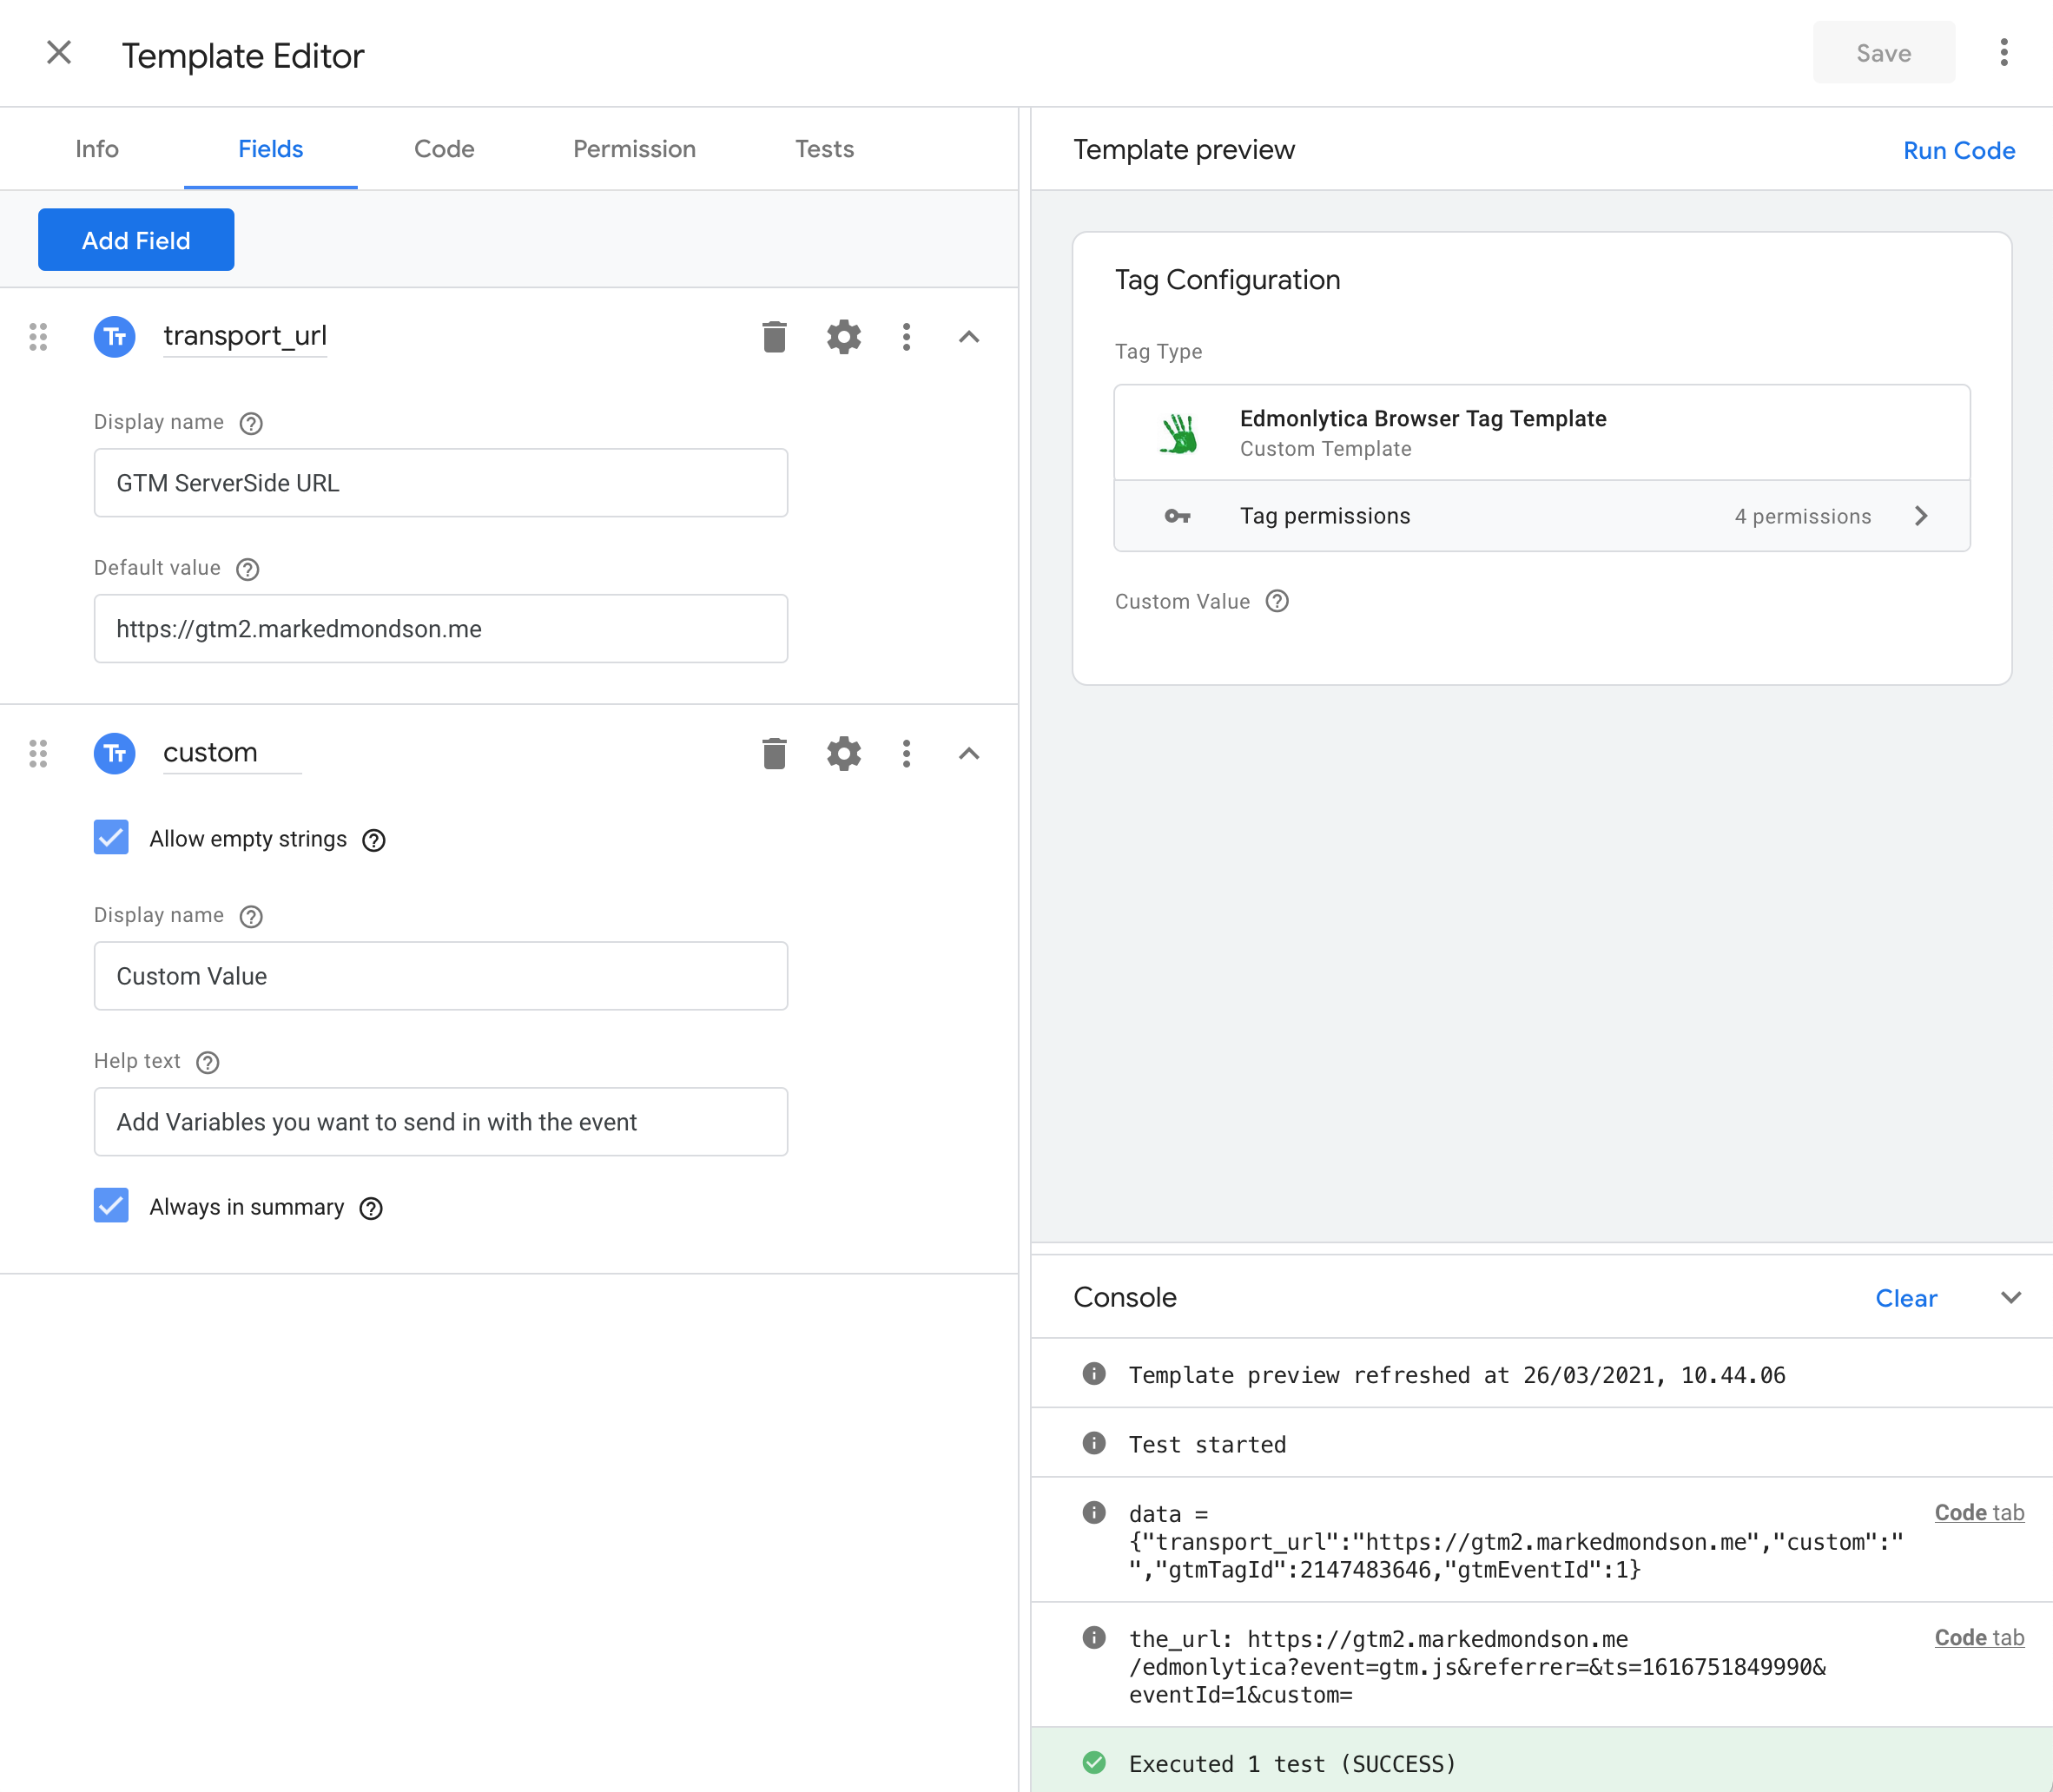 Template Editor
Save
Info
Fields
Code
Permission
Tests
Add Field
transport_url
Display name
GTM ServerSide URL
Default value
https://gtm2.markedmondson.me
custom
Allow empty strings
Display name
Custom Value
Help text
Add Variables you want to send in with the event
Always in summary
Template preview
Run Code
Tag Configuration
Tag Type
Edmonlytica Browser Tag Template
Custom Template
Tag permissions
4 permissions
Custom Value
Console
Clear
Template preview refreshed at 26/03/2021, 10.44.06
Test started
data =
Code tab
{"transport_url":"https://gtm2.markedmondson.me","custom":"
","gtmTagId":2147483646,"gtmEventId":1}
the_url: https://gtm2.markedmondson.me
Code tab
/edmonlytica?event=gtm.js&referrer=&ts=1616751849990&
eventId=1&custom=
Executed 1 test (SUCCESS)